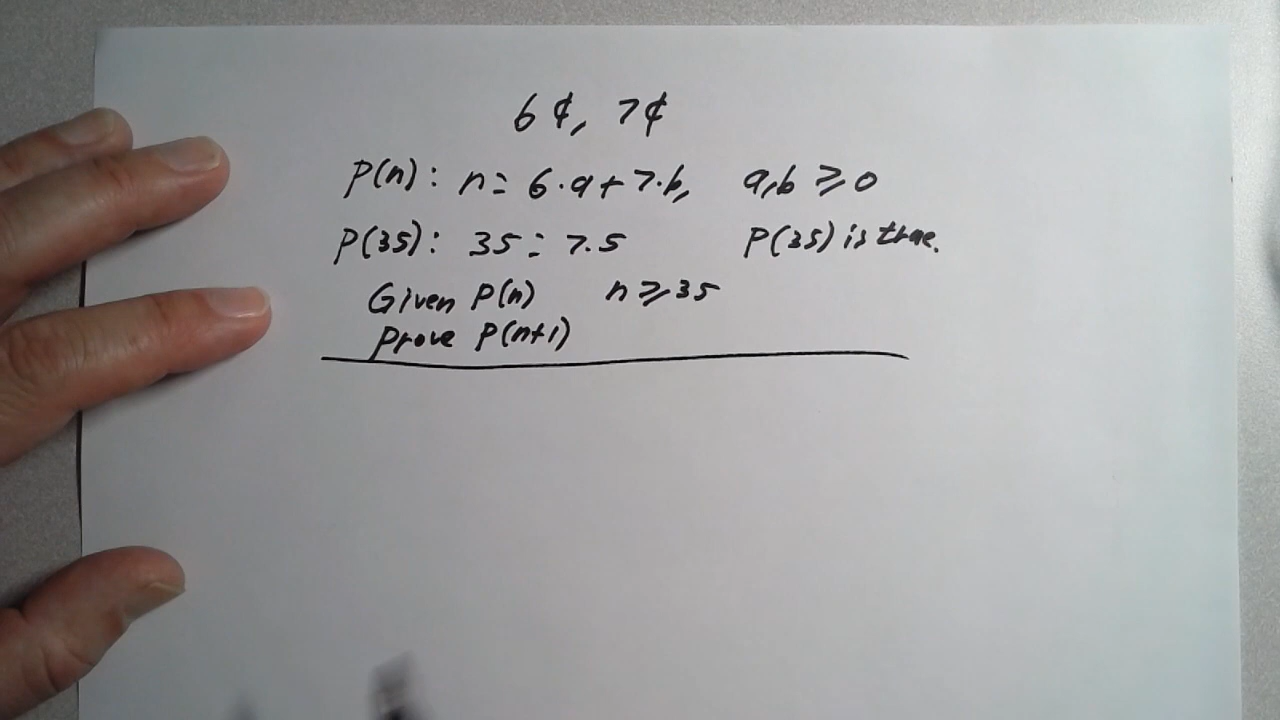 6¢, 7¢
P(n): n = 6·a+7·b, a,b ⩾ 0
P(35): 35 = 7·5 P(35) is true.
Given P(n) n ⩾ 35
prove P(n+1)